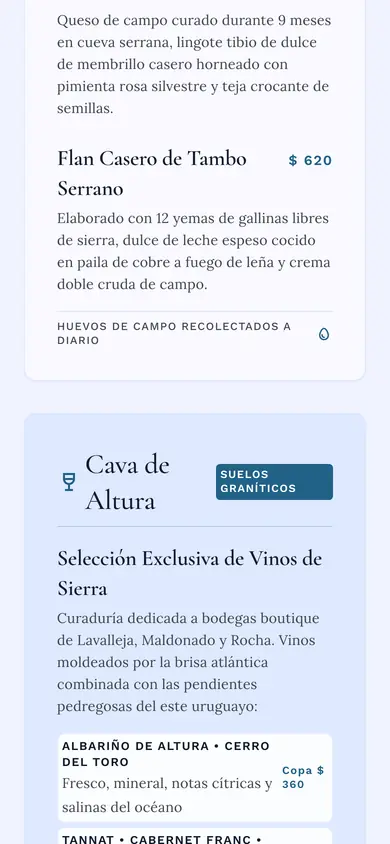 Queso de campo curado durante 9 meses
en cueva serrana, lingote tibio de dulce
de membrillo casero horneado con
pimienta rosa silvestre y teja crocante de
semillas.
Flan Casero de Tambo
Serrano
$ 620
Elaborado con 12 yemas de gallinas libres
de sierra, dulce de leche espeso cocido
en paila de cobre a fuego de leña y crema
doble cruda de campo.
HUEVOS DE CAMPO RECOLECTADOS A
DIARIO
Cava de
Altura
SUELOS
GRANÍTICOS
Selección Exclusiva de Vinos de
Sierra
Curaduría dedicada a bodegas boutique
de Lavalleja, Maldonado y Rocha. Vinos
moldeados por la brisa atlántica
combinada con las pendientes
pedregosas del este uruguayo:
ALBARIÑO DE ALTURA • CERRO
DEL TORO
Fresco, mineral, notas cítricas y
salinas del océano
Copa $
360
TANNAT • CABERNET FRANC •